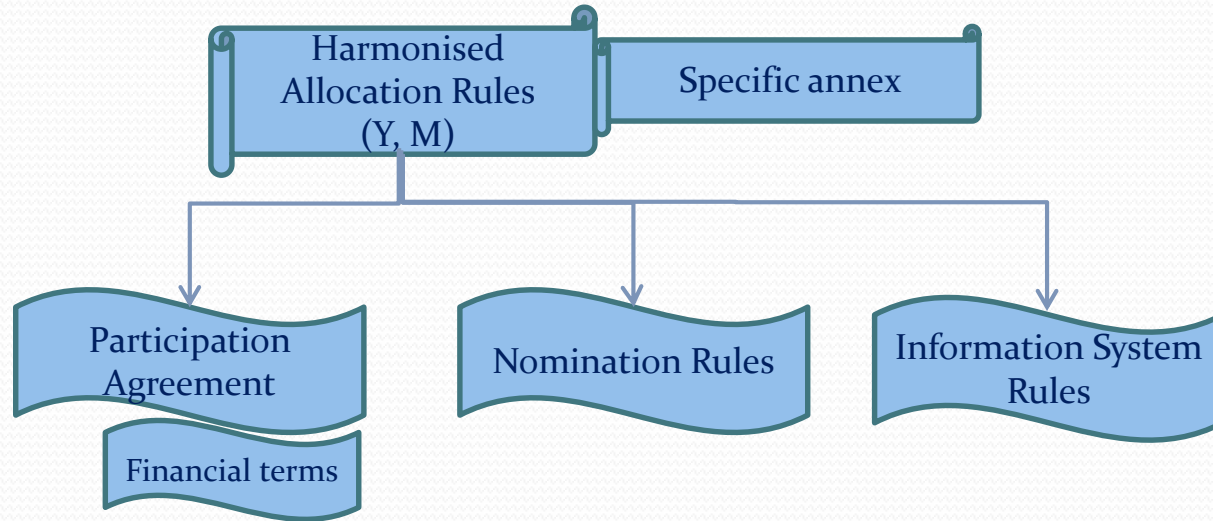 Harmonised
Allocation Rules
(Y, M)
Specific annex
Participation
Agreement
Nomination Rules
Information System
Rules
Financial terms